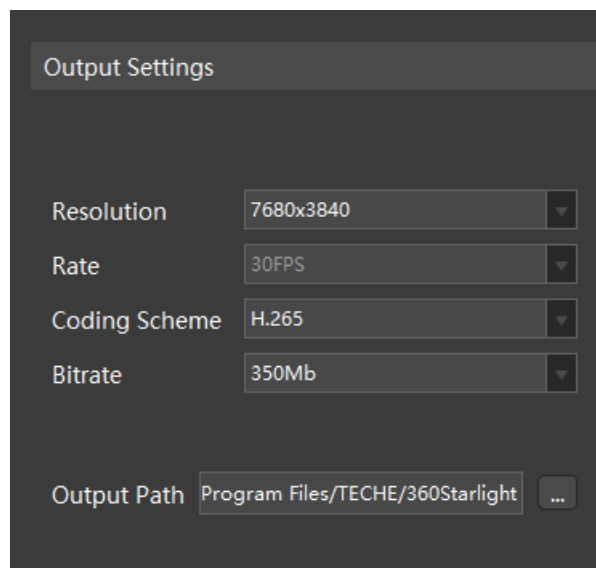 Output Settings
Resolution 7680x3840
Rate 30FPS
Coding Scheme H.265
Bitrate 350Mb
Output Path Program Files/TECHE/360Starlight ...